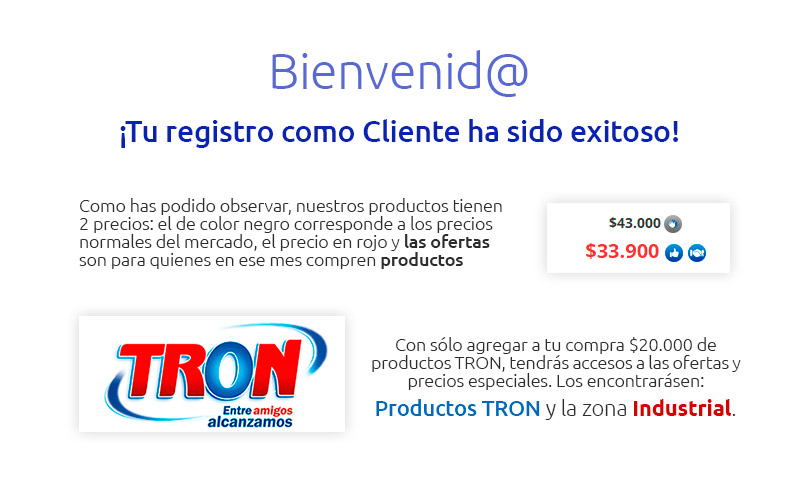 Bienvenid@
¡Tu registro como Cliente ha sido exitoso!
Como has podido observar, nuestros productos tienen
2 precios: el de color negro corresponde a los precios
normales del mercado, el precio en rojo y las ofertas
son para quienes en ese mes compren productos
$43.000
$33.900
TRON
Entre amigos
alcanzamos
Con sólo agregar a tu compra $20.000 de
productos TRON, tendrás accesos a las ofertas y
precios especiales. Los encontrarásen:
Productos TRON y la zona Industrial.